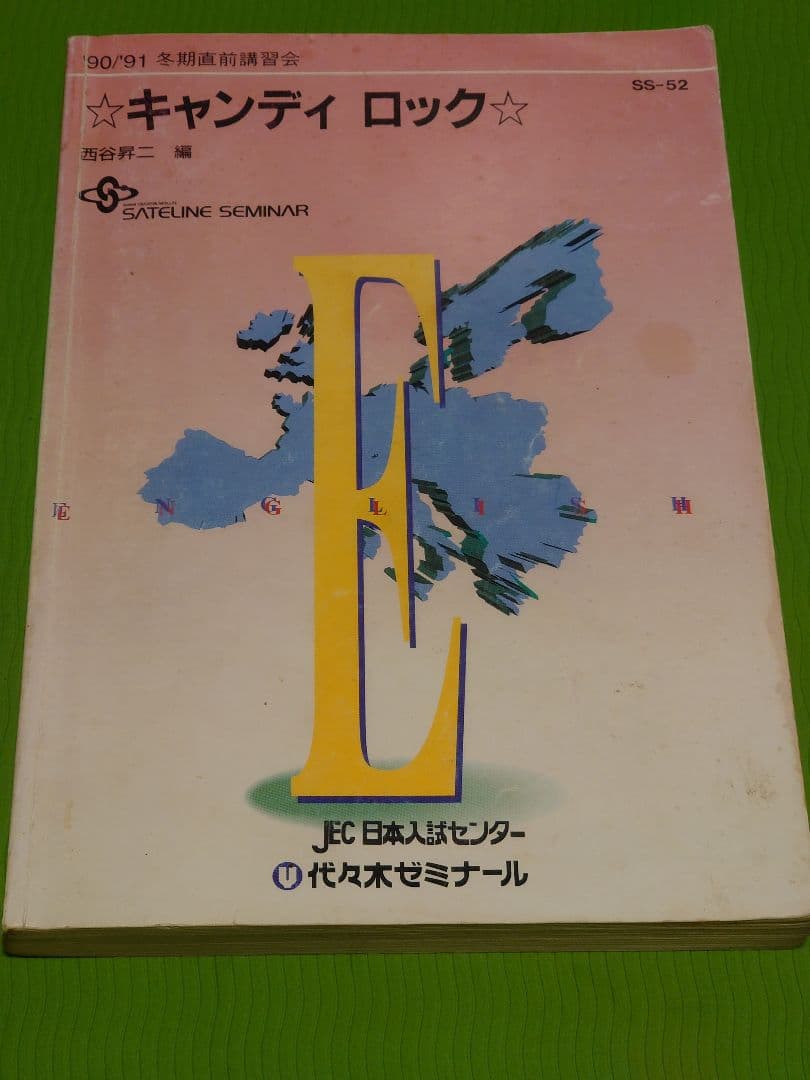 '90/'91 冬期直前講習会
SS-52
☆キャンディ ロック☆
西谷昇二 編
SATELINE SEMINAR
E
ENGLISH
JEC 日本入試センター
代々木ゼミナール